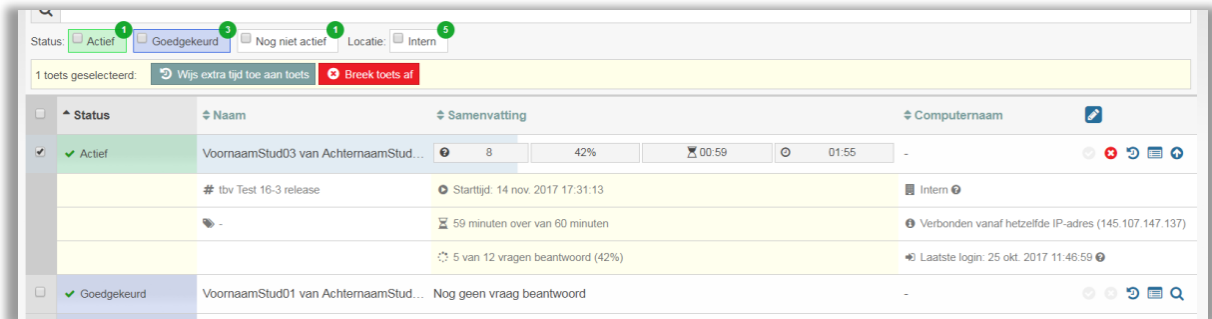 Status: Actief 1 Goedgekeurd 3 Nog niet actief 1 Locatie: Intern 5
1 toets geselecteerd: Wijs extra tijd toe aan toets Breek toets af
Status Naam Samenvatting Computernaam
Actief VoornaamStud03 van AchternaamStud... 8 42% 00:59 01:55 -
# tbv Test 16-3 release Starttijd: 14 nov. 2017 17:31:13 Intern
- 59 minuten over van 60 minuten Verbonden vanaf hetzelfde IP-adres (145.107.147.137)
5 van 12 vragen beantwoord (42%) Laatste login: 25 okt. 2017 11:46:59
Goedgekeurd VoornaamStud01 van AchternaamStud... Nog geen vraag beantwoord -